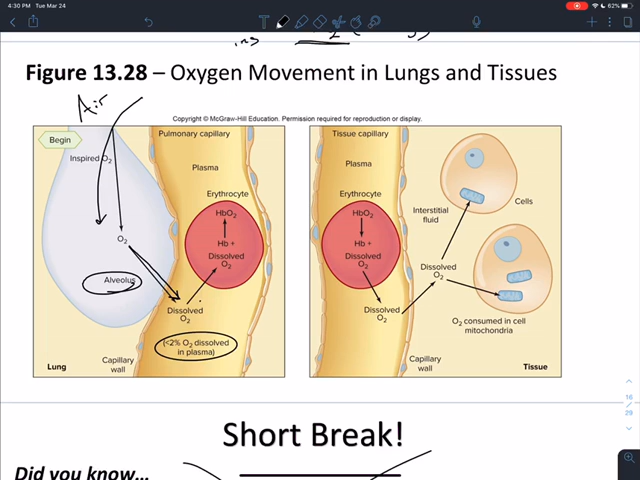 4:30 PM Tue Mar 24
62%
Figure 13.28 – Oxygen Movement in Lungs and Tissues
Air
Copyright © McGraw-Hill Education. Permission required for reproduction or display.
Begin
Inspired O2
O2
Alveolus
Pulmonary capillary
Plasma
Erythrocyte
HbO2
Hb +
Dissolved
O2
Dissolved
O2
(<2% O2 dissolved
in plasma)
Capillary
wall
Lung
Tissue capillary
Plasma
Erythrocyte
HbO2
Hb +
Dissolved
O2
Dissolved
O2
Interstitial
fluid
Cells
Dissolved
O2
O2 consumed in cell
mitochondria
Capillary
wall
Tissue
16
29
Short Break!
Did you know...